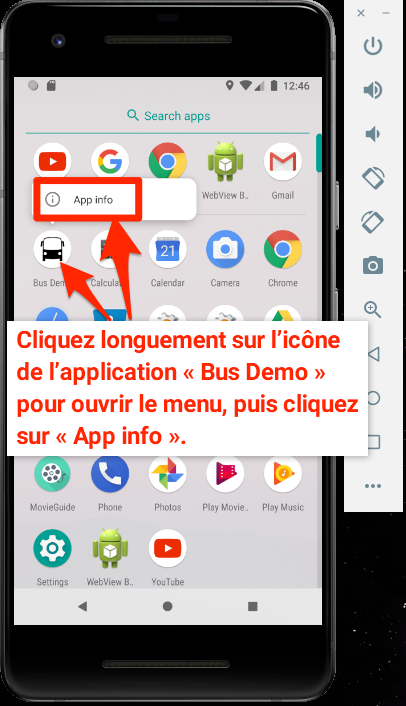 12:46
Search apps
WebView B..
Gmail
App info
Bus Dem
Calculat
Calendar
Camera
Chrome
21
Cliquez longuement sur l’icône
de l’application « Bus Demo »
pour ouvrir le menu, puis cliquez
sur « App info ».
MovieGuide
Phone
Photos
Play Movie..
Play Music
Settings
WebView B..
YouTube